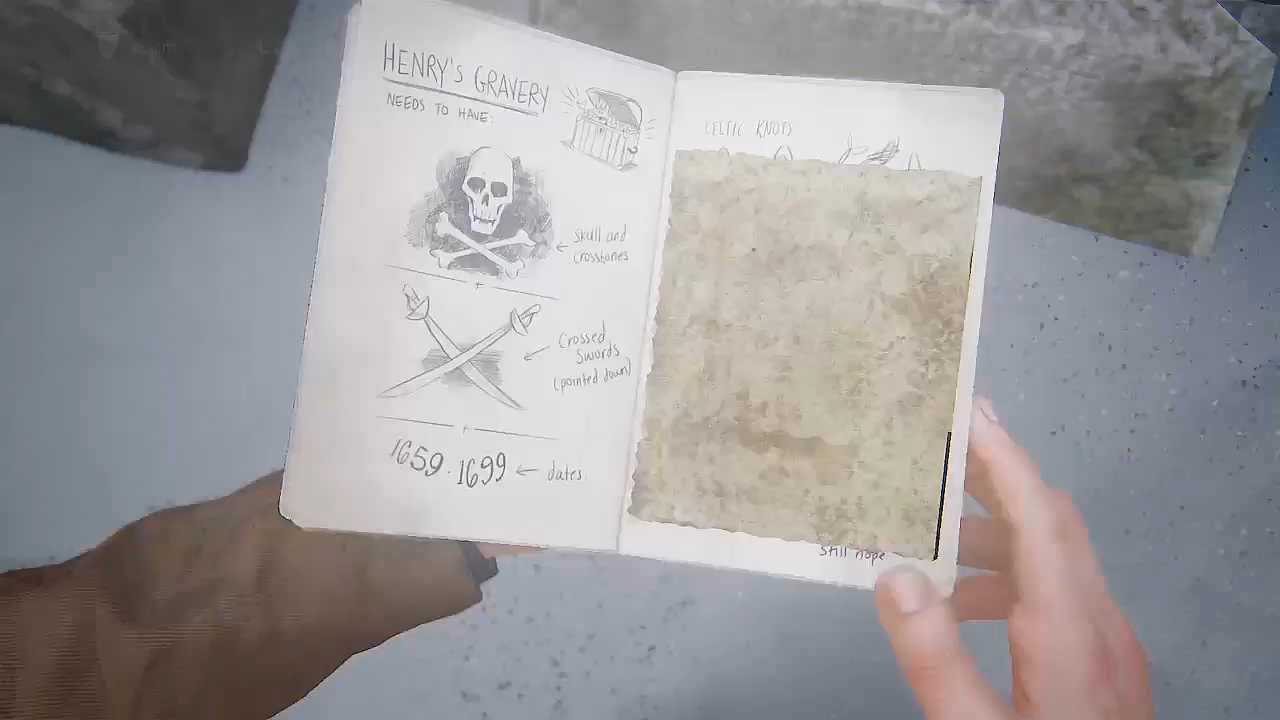 HENRY'S GRAVERY
NEEDS TO HAVE:
skull and
crossbones
Crossed
Swords
(pointed down)
1659 · 1699 ← dates
CELTIC KNOTS
still nope